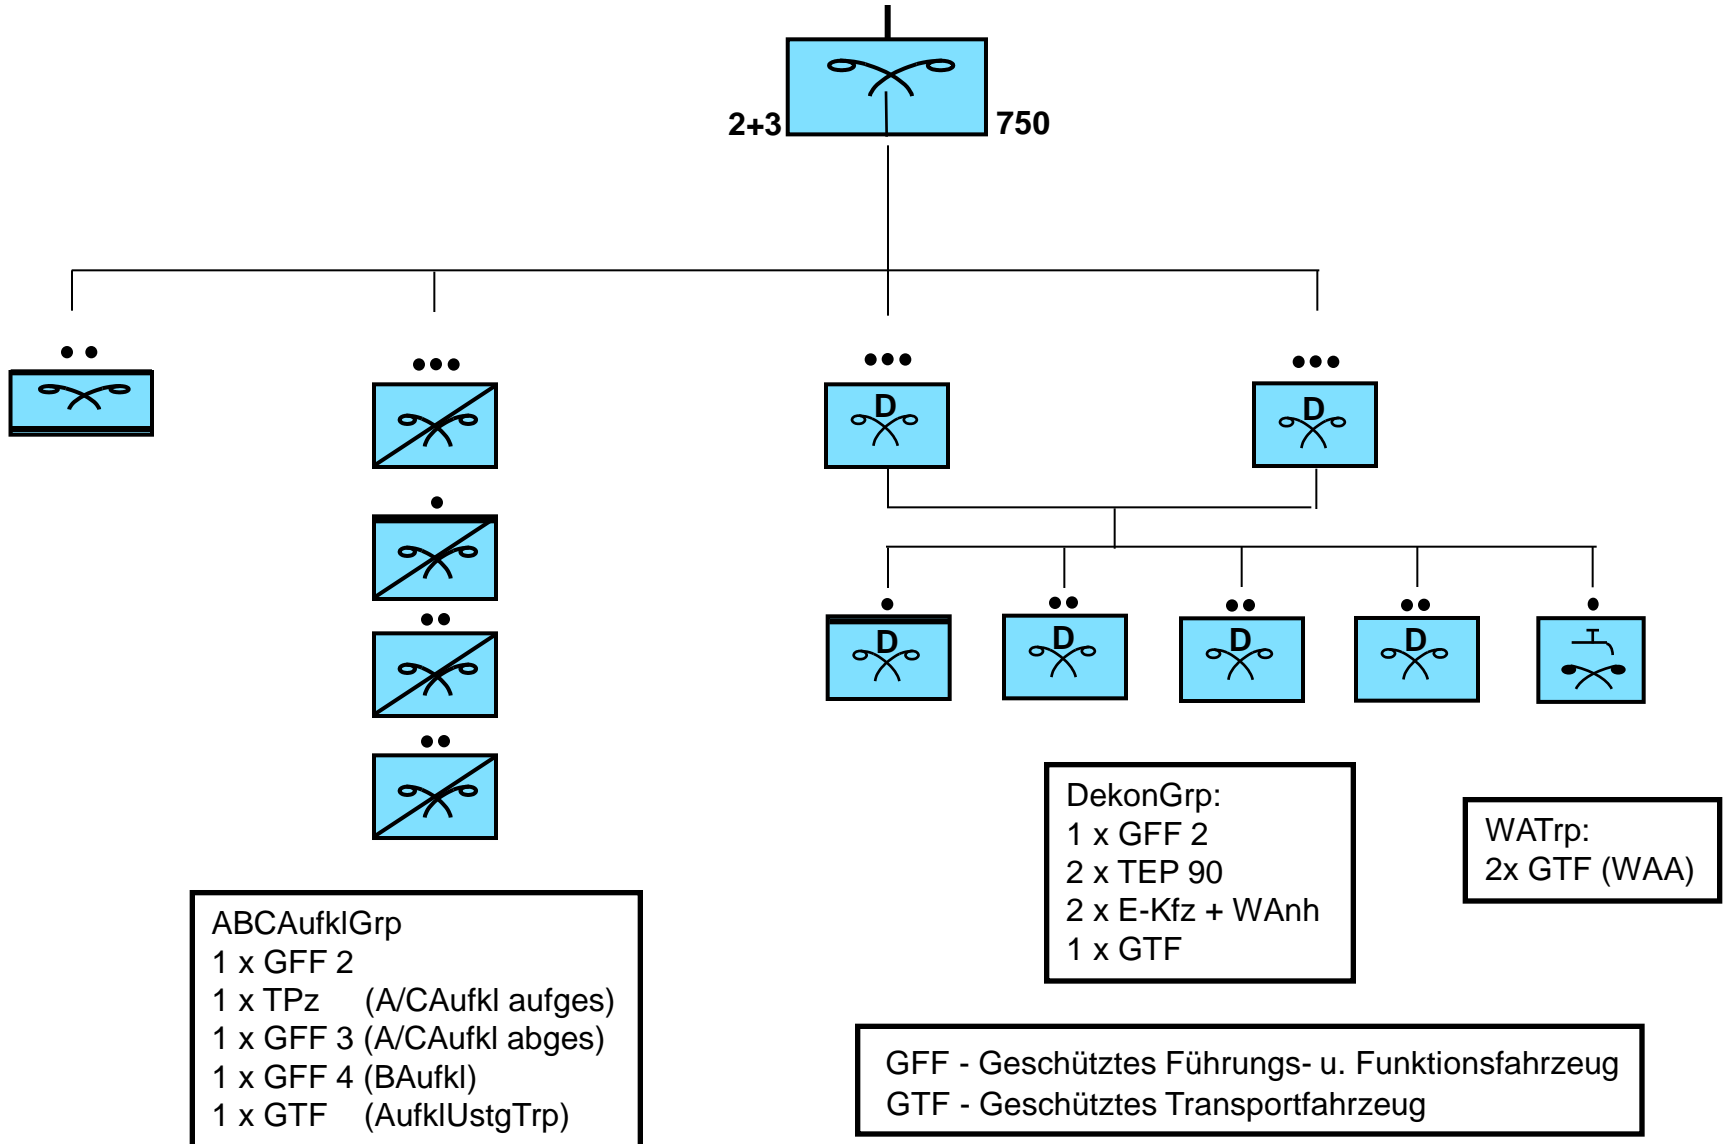 2+3
750
D
D
D
D
D
D
DekonGrp:
1 x GFF 2
2 x TEP 90
2 x E-Kfz + WAnh
1 x GTF
WATrp:
2x GTF (WAA)
ABCAufklGrp
1 x GFF 2
1 x TPz (A/CAufkl aufges)
1 x GFF 3 (A/CAufkl abges)
1 x GFF 4 (BAufkl)
1 x GTF (AufklUstgTrp)
GFF - Geschütztes Führungs- u. Funktionsfahrzeug
GTF - Geschütztes Transportfahrzeug